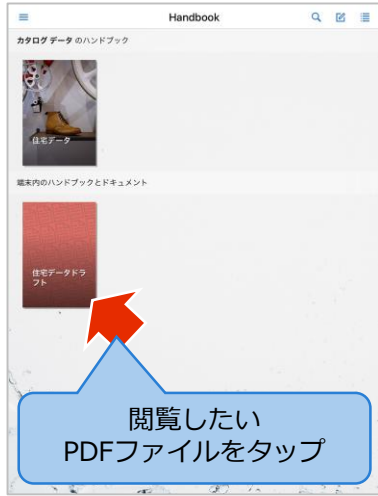 Handbook
カタログ データ のハンドブック
住宅データ
端末内のハンドブックとドキュメント
住宅データドラ
フト
閲覧したい
PDFファイルをタップ